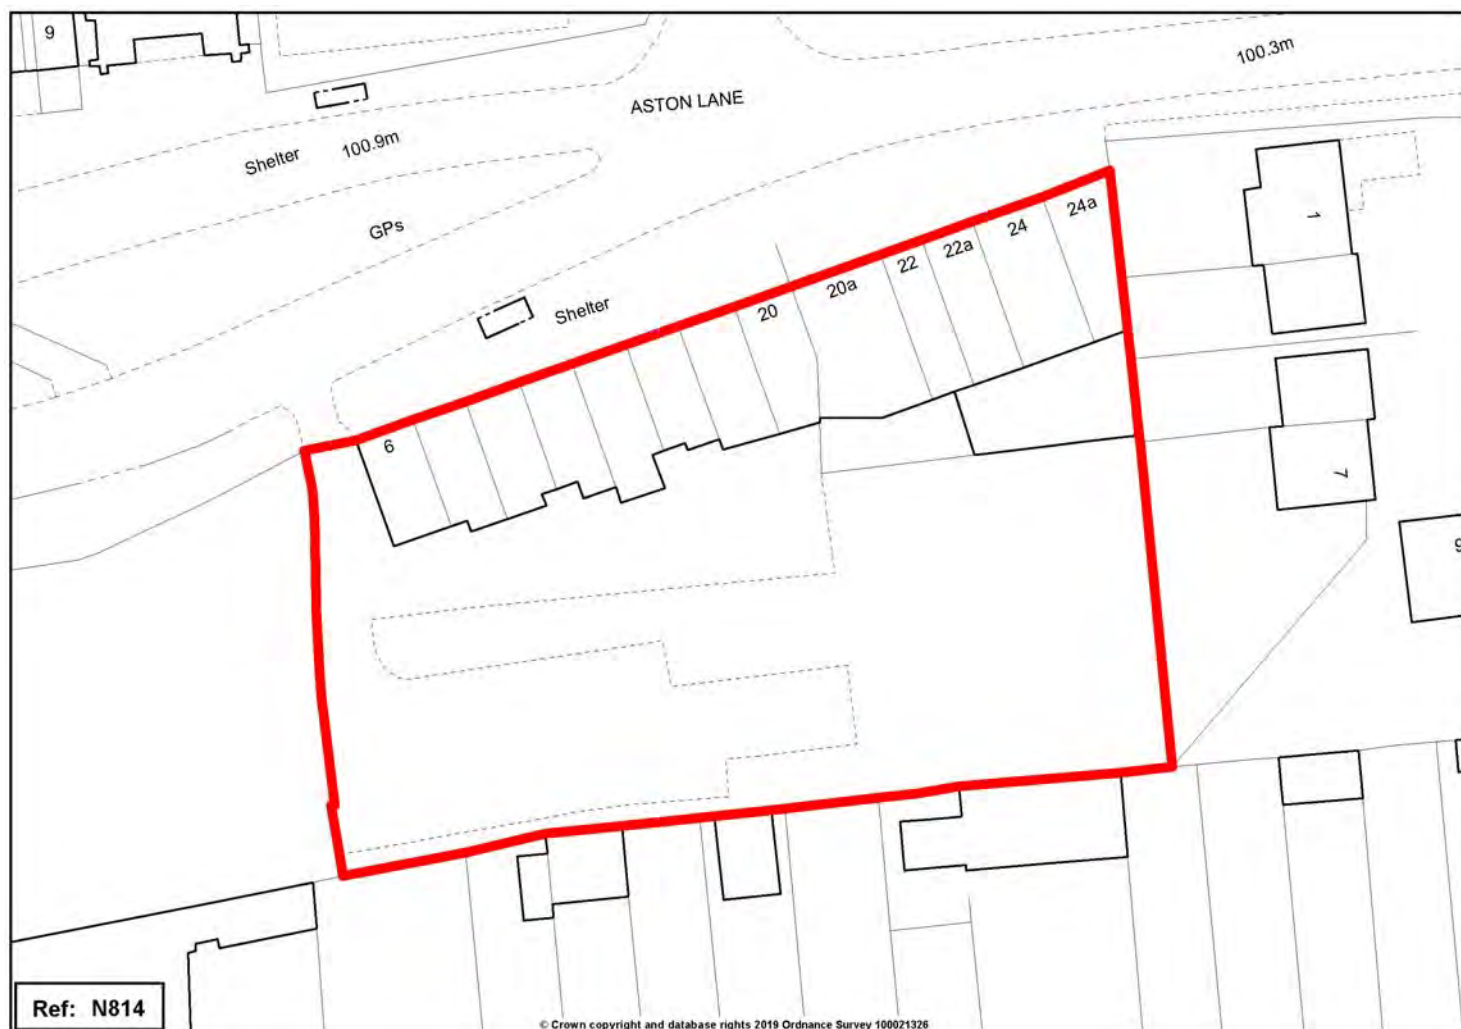 9
100.3m
ASTON LANE
Shelter 100.9m
24a
1
GPs
24
22a
22
20a
Shelter
20
6
7
9
Ref: N814
© Crown copyright and database rights 2019 Ordnance Survey 100021326